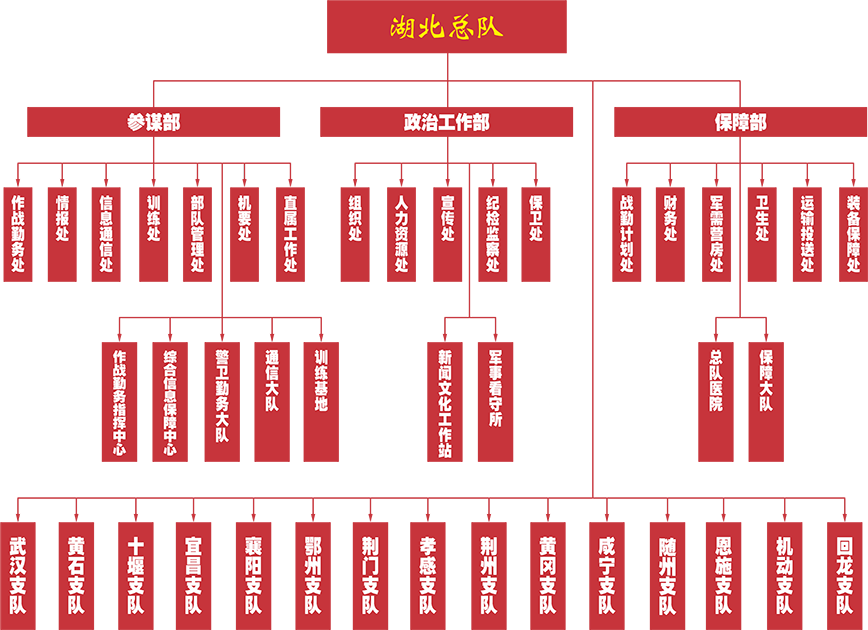 湖北总队
参谋部
政治工作部
保障部
作战勤务处
情报处
信息通信处
训练处
部队管理处
机要处
直属工作处
组织处
人力资源处
宣传处
纪检监察处
保卫处
战勤计划处
财务处
军需营房处
卫生处
运输投送处
装备保障处
作战勤务指挥中心
综合信息保障中心
警卫勤务大队
通信大队
训练基地
新闻文化工作站
军事看守所
总队医院
保障大队
武汉支队
黄石支队
十堰支队
宜昌支队
襄阳支队
鄂州支队
荆门支队
孝感支队
荆州支队
黄冈支队
咸宁支队
随州支队
恩施支队
机动支队
回龙支队